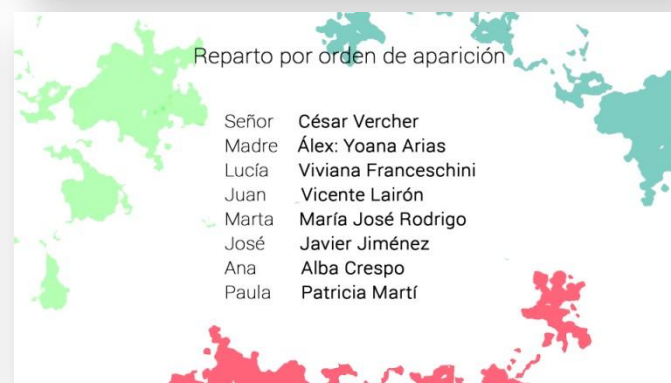 Reparto por orden de aparición
Señor César Vercher
Madre Álex: Yoana Arias
Lucía Viviana Franceschini
Juan Vicente Lairón
Marta María José Rodrigo
José Javier Jiménez
Ana Alba Crespo
Paula Patricia Martí